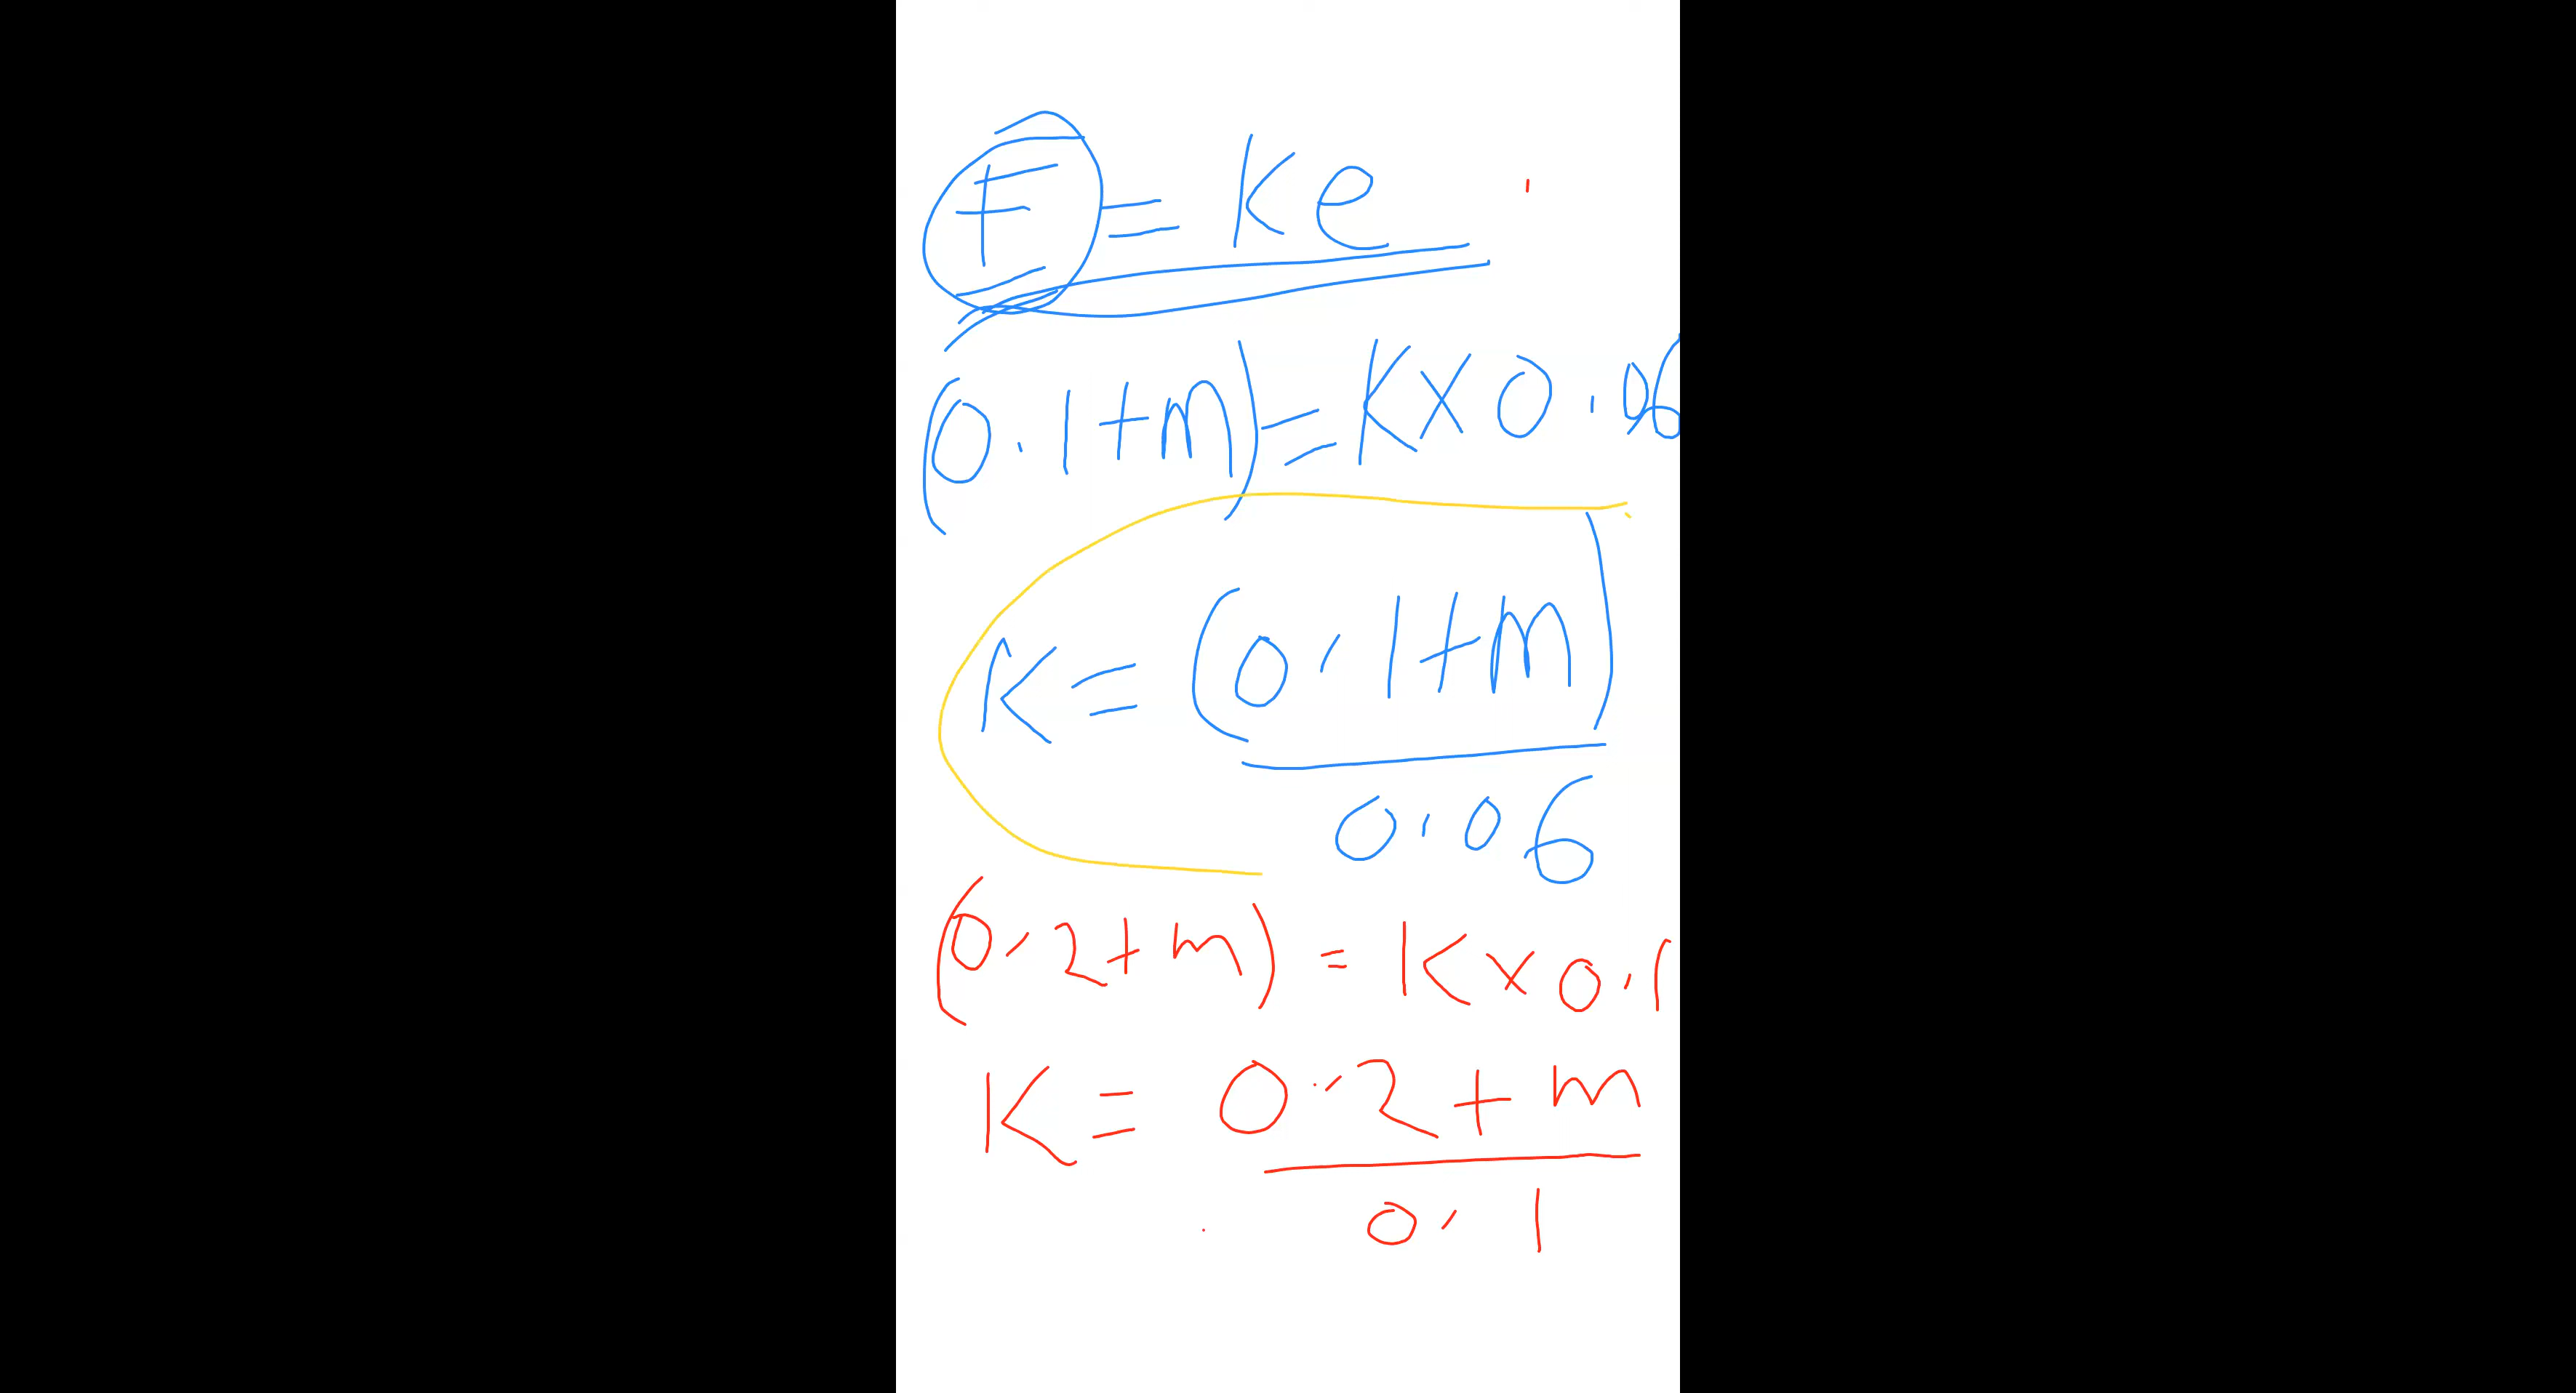 F = Ke
(0.1+m) = K×0.06
K = (0.1+m)
0.06
(0.2+m) = K×0.1
K = 0.2+m
0.1